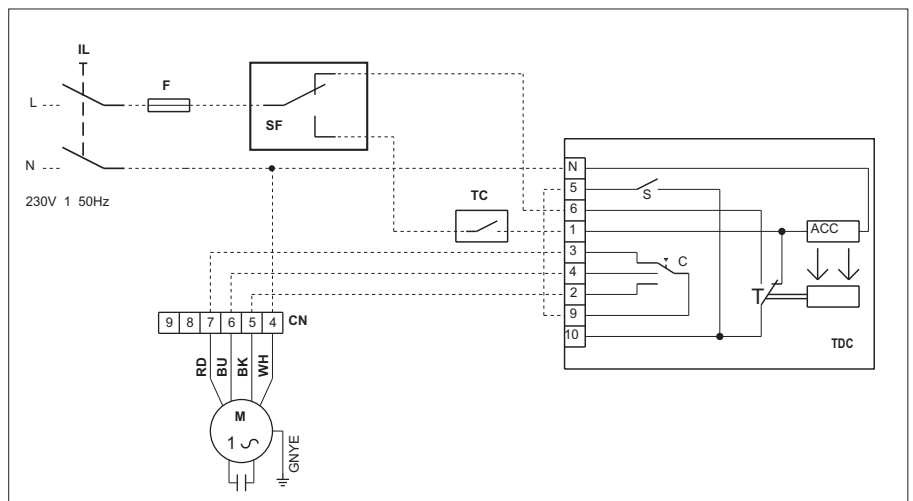 IL
F
L
SF
N
230V 1 50Hz
TC
N
5
6
1
3
4
2
9
10
S
C
T
ACC
TDC
9 8 7 6 5 4 CN
RD BU BK WH
M
1
GNYE